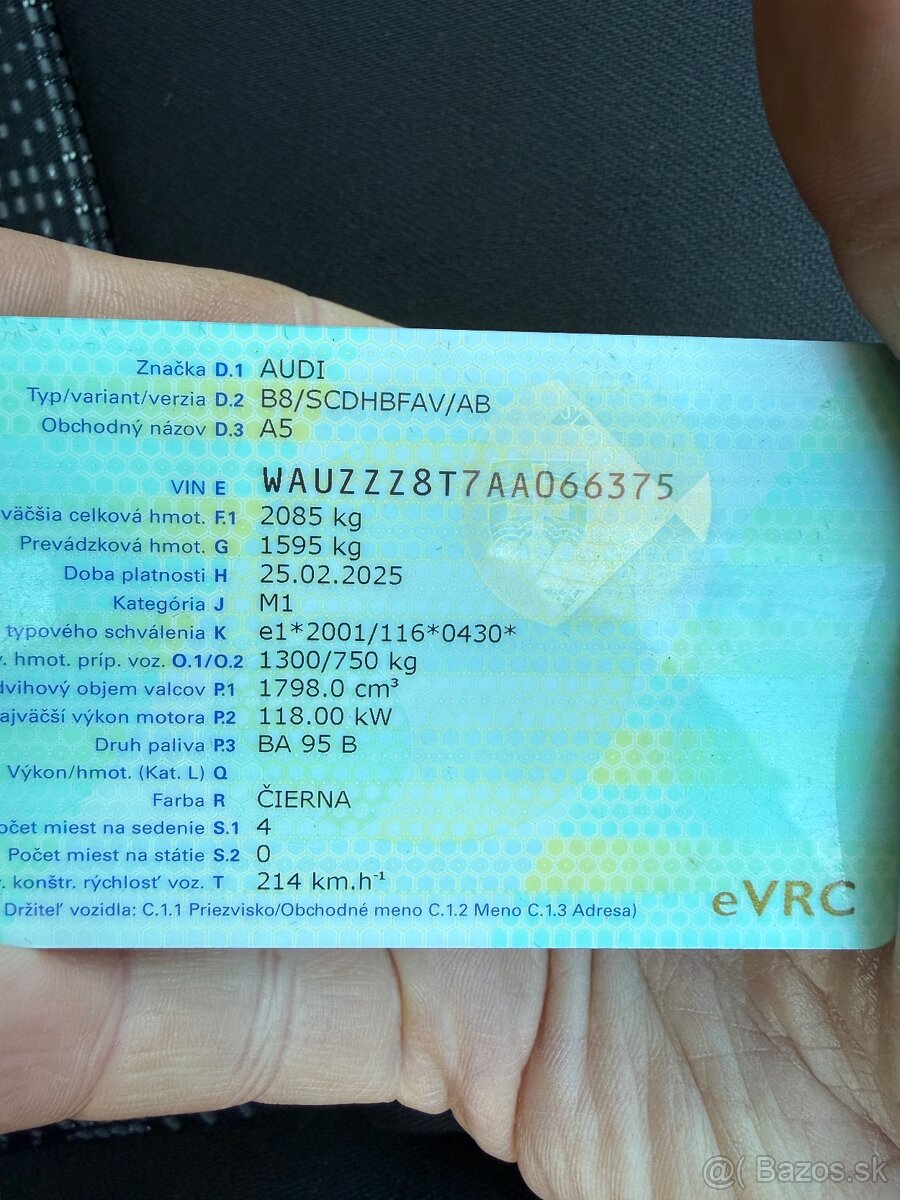 Značka D.1 AUDI
Typ/variant/verzia D.2 B8/SCDHBFAV/AB
Obchodný názov D.3 A5
VIN E WAUZZZ8T7AA066375
väčšia celková hmot. F.1 2085 kg
Prevádzková hmot. G 1595 kg
Doba platnosti H 25.02.2025
Kategória J M1
typového schválenia K e1*2001/116*0430*
. hmot. príp. voz. O.1/O.2 1300/750 kg
dvihový objem valcov P.1 1798.0 cm³
ajväčší výkon motora P.2 118.00 kW
Druh paliva P.3 BA 95 B
Výkon/hmot. (Kat. L) Q
Farba R ČIERNA
očet miest na sedenie S.1 4
Počet miest na státie S.2 0
. konštr. rýchlosť voz. T 214 km.h⁻¹
Držiteľ vozidla: C.1.1 Priezvisko/Obchodné meno C.1.2 Meno C.1.3 Adresa)
eVRC
@( Bazos.sk